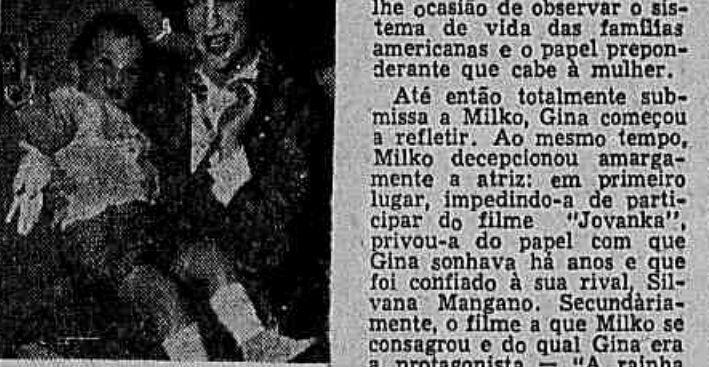 lhe ocasião de observar o sis-
tema de vida das famílias
americanas e o papel prepon-
derante que cabe à mulher.
Até então totalmente sub-
missa a Milko, Gina começou
a refletir. Ao mesmo tempo,
Milko decepcionou amarga-
mente a atriz: em primeiro
lugar, impedindo-a de parti-
cipar do filme "Jovanka",
privou-a do papel com que
Gina sonhava há anos e que
foi confiado à sua rival, Sil-
vana Mangano. Secundària-
mente, o filme a que Milko se
consagrou e do qual Gina era
a protagonista — "A rainha